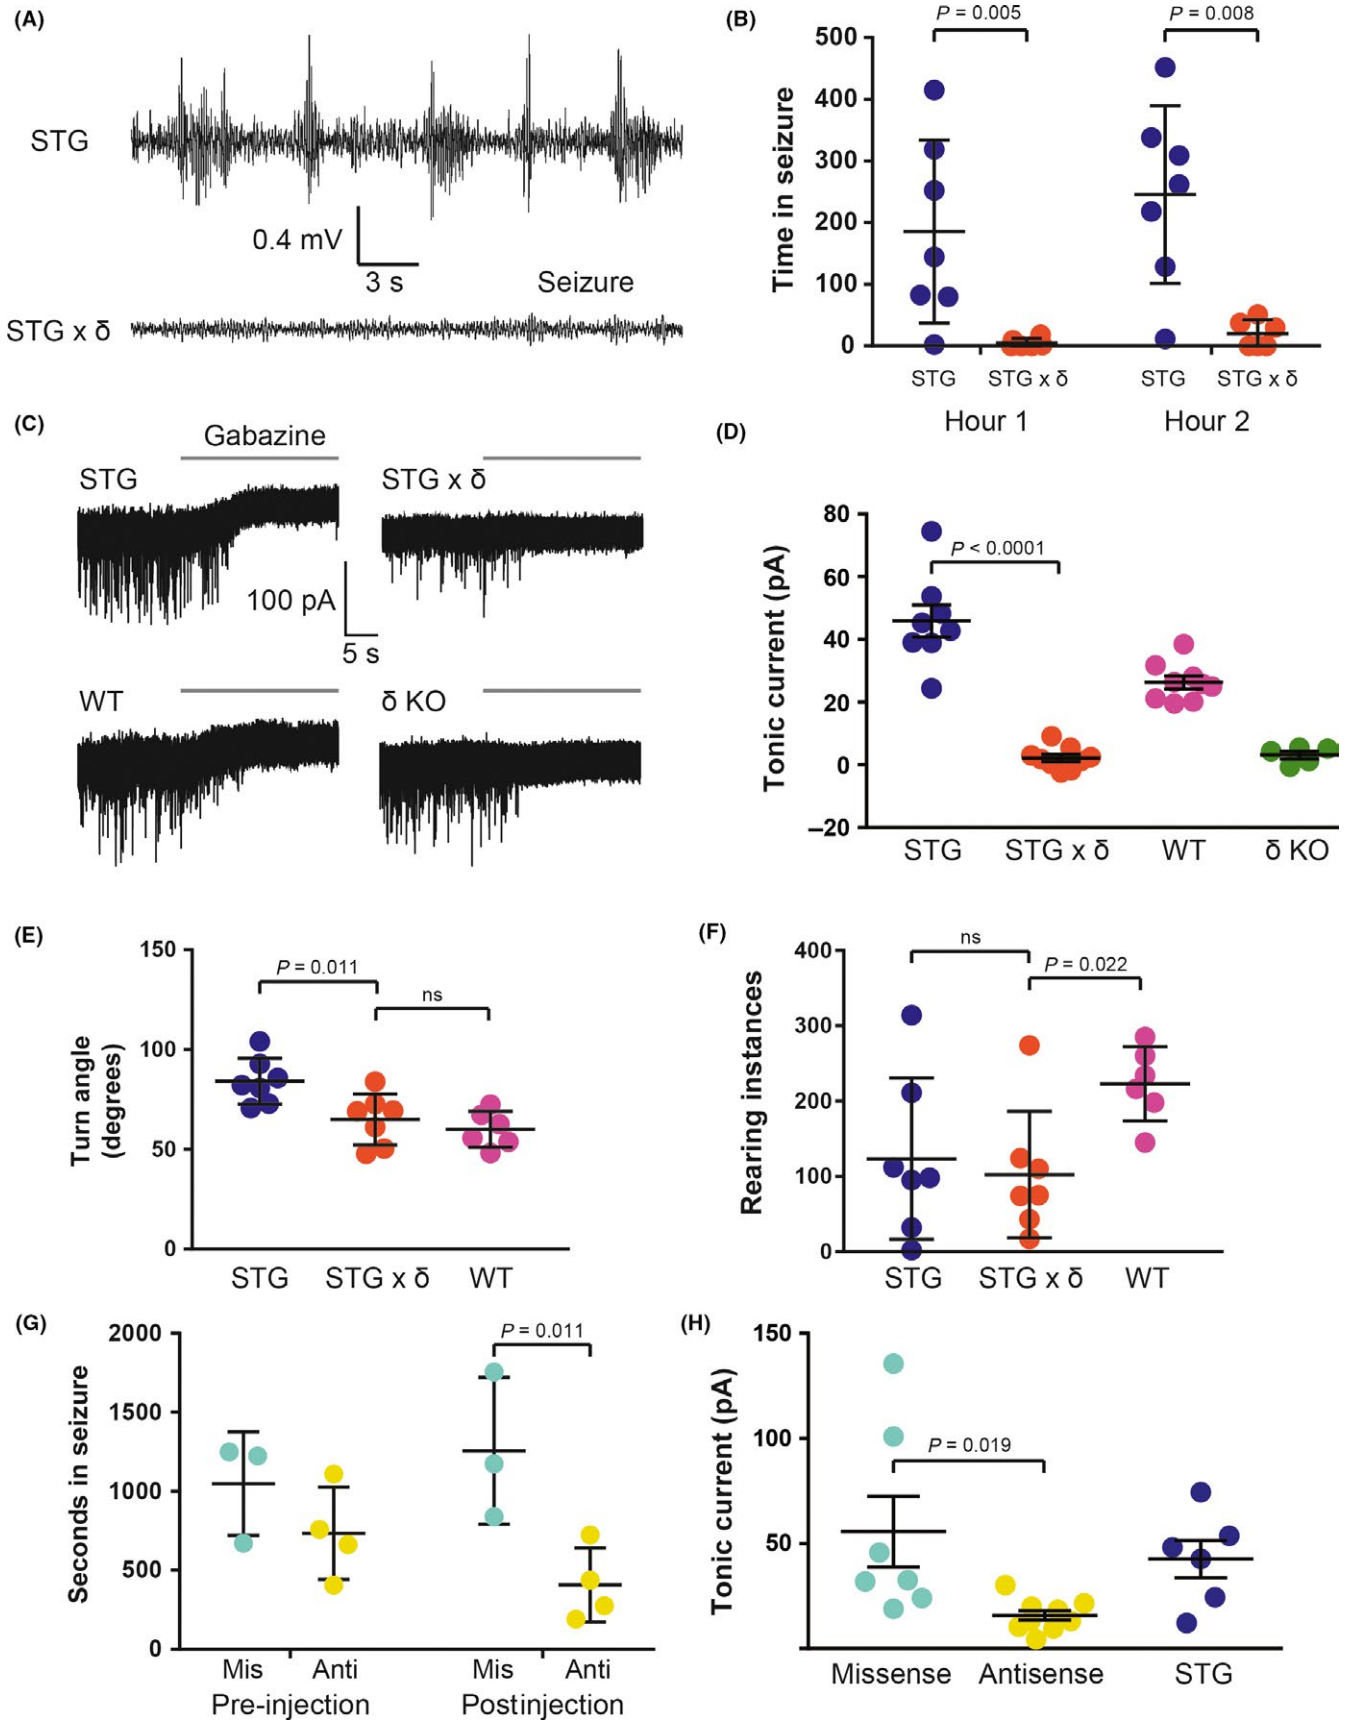 (A)
STG
0.4 mV
3 s
Seizure
STG x δ
(B)
P = 0.005
P = 0.008
Time in seizure
500
400
300
200
100
0
STG
STG x δ
STG
STG x δ
Hour 1
Hour 2
(C)
Gabazine
STG
STG x δ
100 pA
5 s
WT
δ KO
(D)
Tonic current (pA)
80
60
40
20
0
–20
P < 0.0001
STG
STG x δ
WT
δ KO
(E)
Turn angle
(degrees)
150
100
50
0
P = 0.011
ns
STG
STG x δ
WT
(F)
Rearing instances
400
300
200
100
0
ns
P = 0.022
STG
STG x δ
WT
(G)
Seconds in seizure
2000
1500
1000
500
0
P = 0.011
Mis
Anti
Mis
Anti
Pre-injection
Postinjection
(H)
Tonic current (pA)
150
100
50
P = 0.019
Missense
Antisense
STG